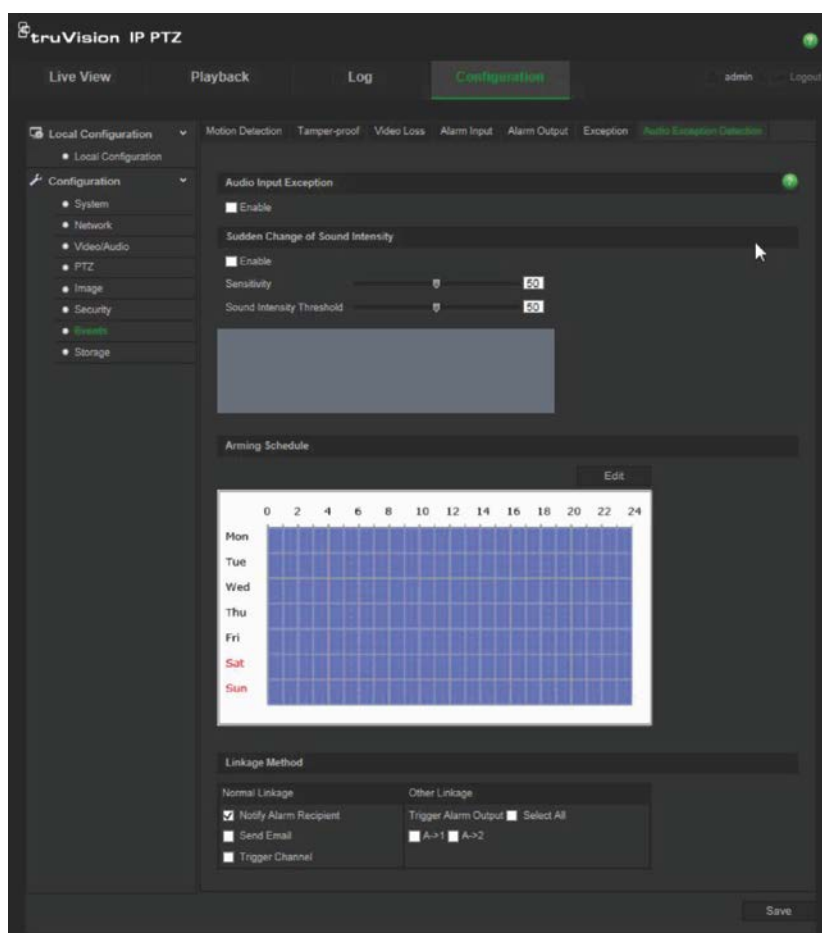 truVision IP PTZ
Live View Playback Log Configuration admin Logout
Local Configuration
Local Configuration
Configuration
System
Network
Video/Audio
PTZ
Image
Security
Events
Storage
Motion Detection Tamper-proof Video Loss Alarm Input Alarm Output Exception Audio Exception Detection
Audio Input Exception
Enable
Sudden Change of Sound Intensity
Enable
Sensitivity 50
Sound Intensity Threshold 50
Arming Schedule
Edit
0 2 4 6 8 10 12 14 16 18 20 22 24
Mon
Tue
Wed
Thu
Fri
Sat
Sun
Linkage Method
Normal Linkage Other Linkage
Notify Alarm Recipient Trigger Alarm Output Select All
Send Email A->1 A->2
Trigger Channel
Save